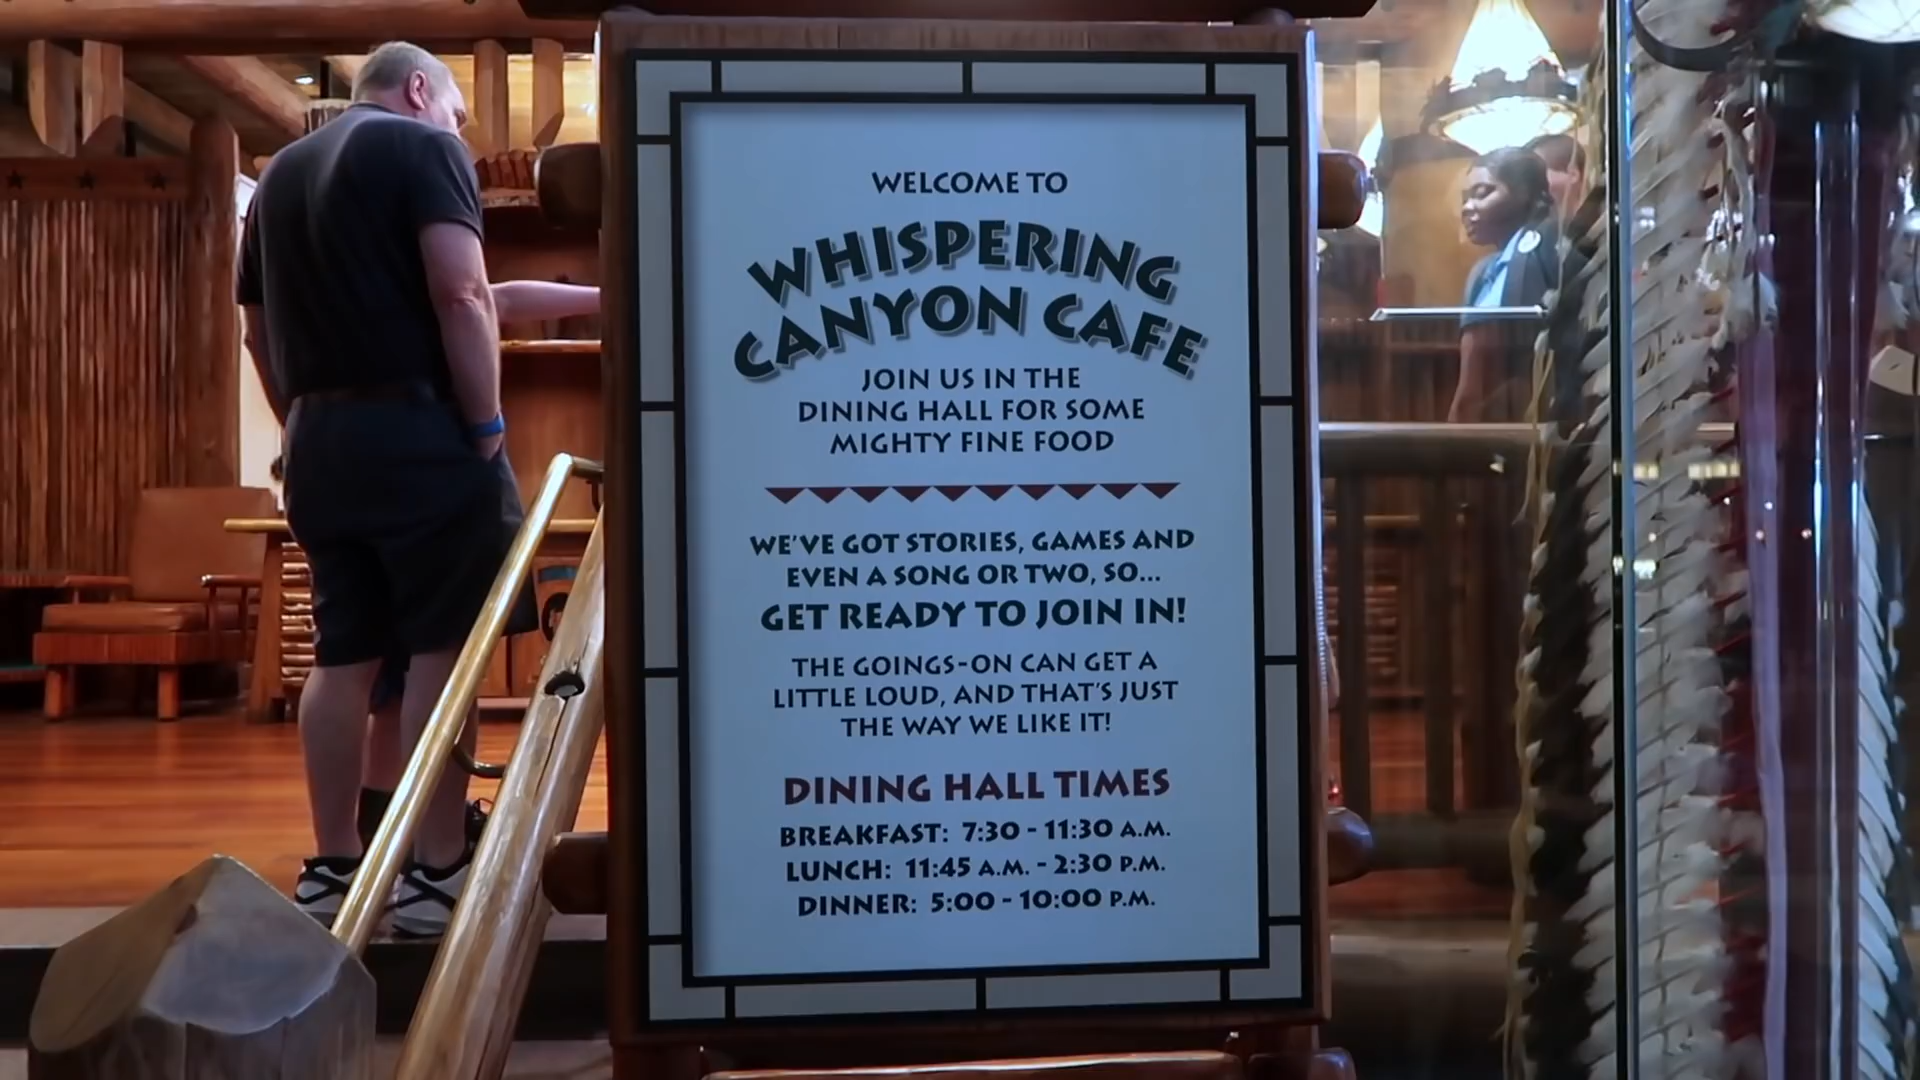 WELCOME TO
WHISPERING
CANYON CAFE
JOIN US IN THE
DINING HALL FOR SOME
MIGHTY FINE FOOD
WE'VE GOT STORIES, GAMES AND
EVEN A SONG OR TWO, SO...
GET READY TO JOIN IN!
THE GOINGS-ON CAN GET A
LITTLE LOUD, AND THAT'S JUST
THE WAY WE LIKE IT!
DINING HALL TIMES
BREAKFAST: 7:30 - 11:30 A.M.
LUNCH: 11:45 A.M. - 2:30 P.M.
DINNER: 5:00 - 10:00 P.M.